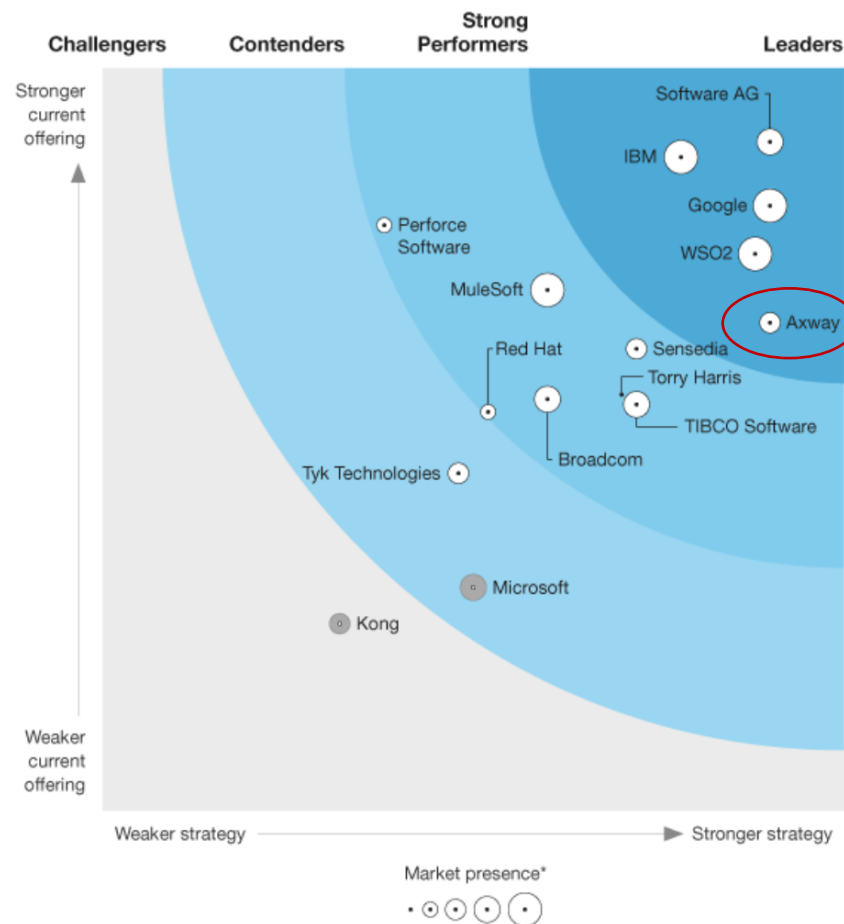 Challengers
Contenders
Strong
Performers
Leaders
Stronger
current
offering
Software AG
IBM
Google
Perforce
Software
WSO2
MuleSoft
Axway
Red Hat
Sensedia
Torry Harris
TIBCO Software
Broadcom
Tyk Technologies
Microsoft
Kong
Weaker
current
offering
Weaker strategy
Stronger strategy
Market presence*